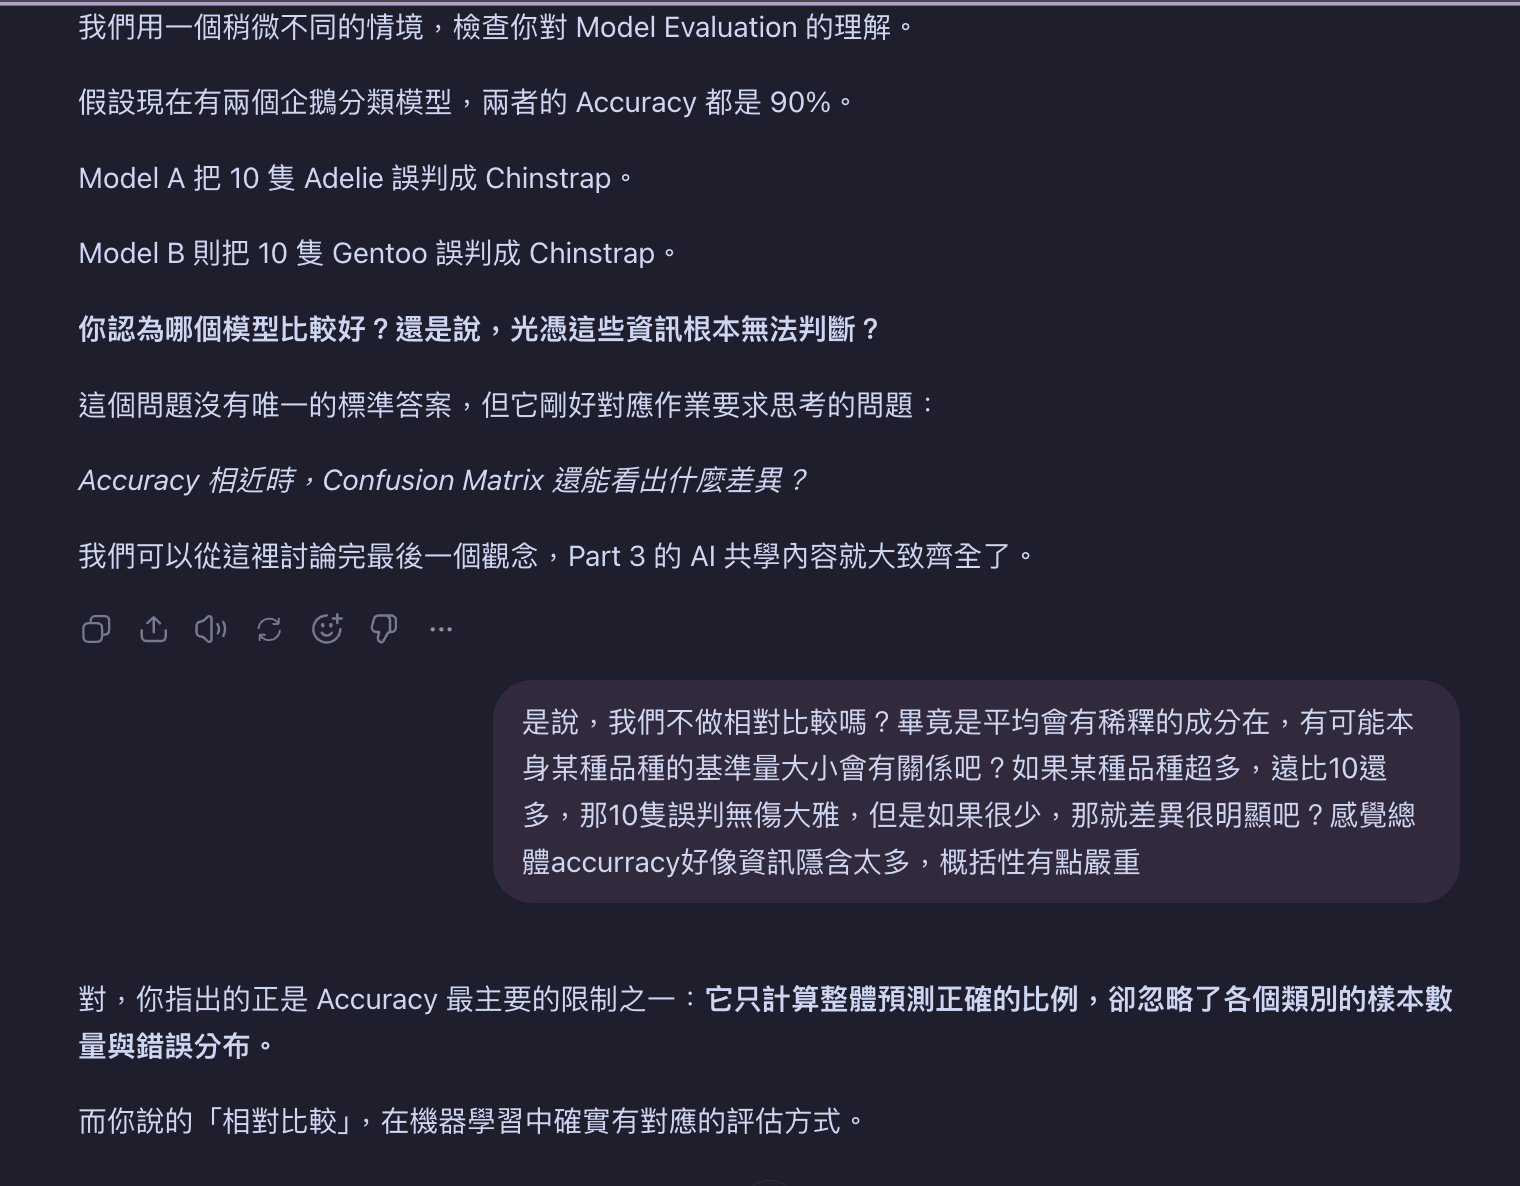 我們用一個稍微不同的情境，檢查你對 Model Evaluation 的理解。
假設現在有兩個企鵝分類模型，兩者的 Accuracy 都是 90%。
Model A 把 10 隻 Adelie 誤判成 Chinstrap。
Model B 則把 10 隻 Gentoo 誤判成 Chinstrap。
你認為哪個模型比較好？還是說，光憑這些資訊根本無法判斷？
這個問題沒有唯一的標準答案，但它剛好對應作業要求思考的問題：
Accuracy 相近時，Confusion Matrix 還能看出什麼差異？
我們可以從這裡討論完最後一個觀念，Part 3 的 AI 共學內容就大致齊全了。
是說，我們不做相對比較嗎？畢竟是平均會有稀釋的成分在，有可能本
身某種品種的基準量大小會有關係吧？如果某種品種超多，遠比10還
多，那10隻誤判無傷大雅，但是如果很少，那就差異很明顯吧？感覺總
體accurracy好像資訊隱含太多，概括性有點嚴重
對，你指出的正是 Accuracy 最主要的限制之一：它只計算整體預測正確的比例，卻忽略了各個類別的樣本數
量與錯誤分布。
而你說的「相對比較」，在機器學習中確實有對應的評估方式。